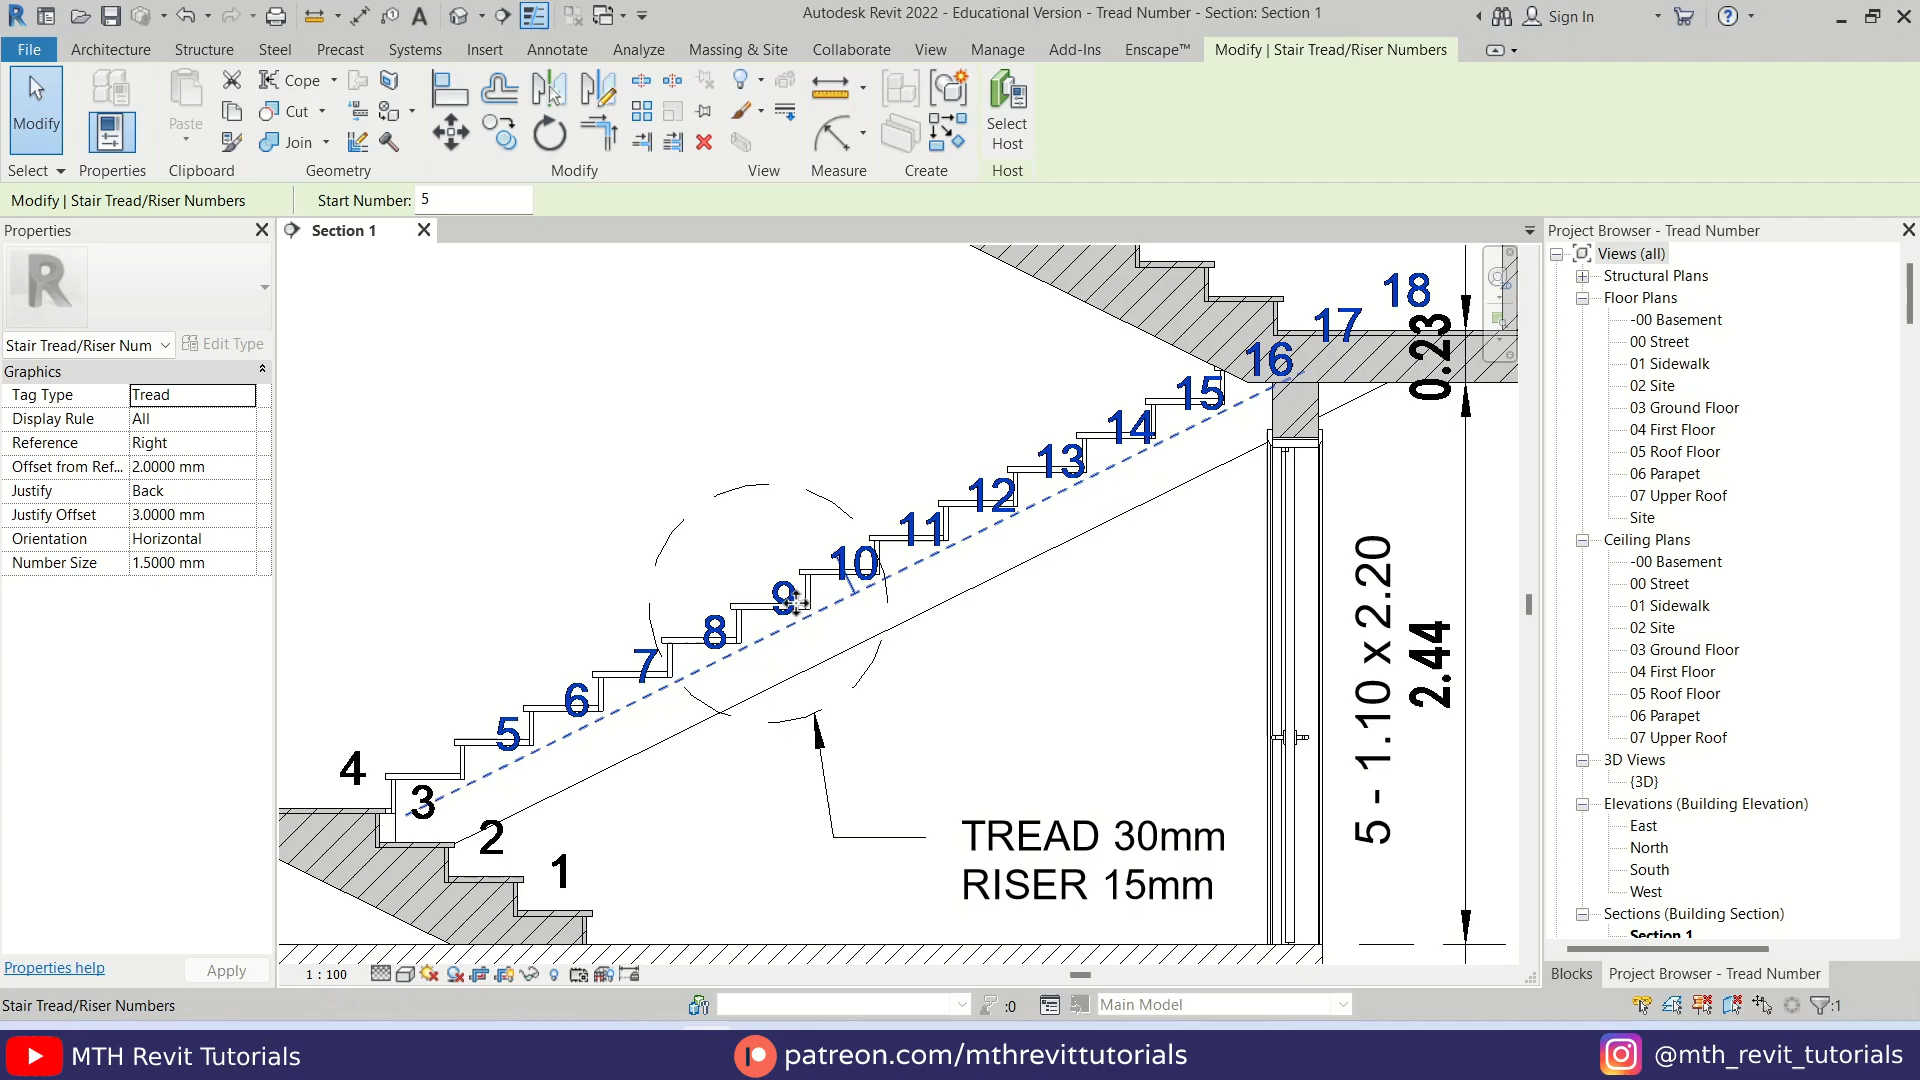 Autodesk Revit 2022 - Educational Version - Tread Number - Section: Section 1
Sign In
File
Architecture
Structure
Steel
Precast
Systems
Insert
Annotate
Analyze
Massing & Site
Collaborate
View
Manage
Add-Ins
Enscape™
Modify | Stair Tread/Riser Numbers
Modify
Paste
Cope
Cut
Join
Select Host
Select
Properties
Clipboard
Geometry
Modify
View
Measure
Create
Host
Modify | Stair Tread/Riser Numbers
Start Number: 5
Properties
Stair Tread/Riser Num
Edit Type
Graphics
Tag Type Tread
Display Rule All
Reference Right
Offset from Ref... 2.0000 mm
Justify Back
Justify Offset 3.0000 mm
Orientation Horizontal
Number Size 1.5000 mm
Properties help
Apply
Section 1
18
17
16
15
14
13
12
11
10
9
8
7
6
5
4
3
2
1
0.23
2.44
5 - 1.10 x 2.20
TREAD 30mm
RISER 15mm
1 : 100
Project Browser - Tread Number
Views (all)
Structural Plans
Floor Plans
-00 Basement
00 Street
01 Sidewalk
02 Site
03 Ground Floor
04 First Floor
05 Roof Floor
06 Parapet
07 Upper Roof
Site
Ceiling Plans
-00 Basement
00 Street
01 Sidewalk
02 Site
03 Ground Floor
04 First Floor
05 Roof Floor
06 Parapet
07 Upper Roof
3D Views
{3D}
Elevations (Building Elevation)
East
North
South
West
Sections (Building Section)
Section 1
Blocks
Project Browser - Tread Number
Stair Tread/Riser Numbers
:0
Main Model
:1
MTH Revit Tutorials
patreon.com/mthrevittutorials
@mth_revit_tutorials